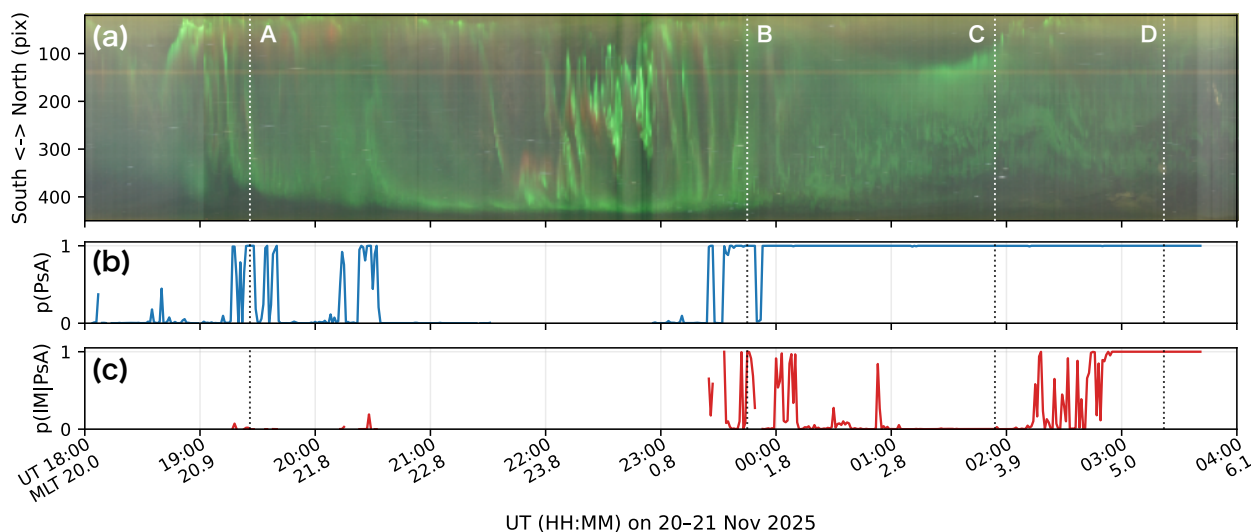 (a)
A
B
C
D
South <-> North (pix)
100
200
300
400
(b)
p(PsA)
1
0
(c)
p(IM|PsA)
1
0
UT 18:00
MLT 20.0
19:00
20.9
20:00
21.8
21:00
22.8
22:00
23.8
23:00
0.8
00:00
1.8
01:00
2.8
02:00
3.9
03:00
5.0
04:00
6.1
UT (HH:MM) on 20–21 Nov 2025